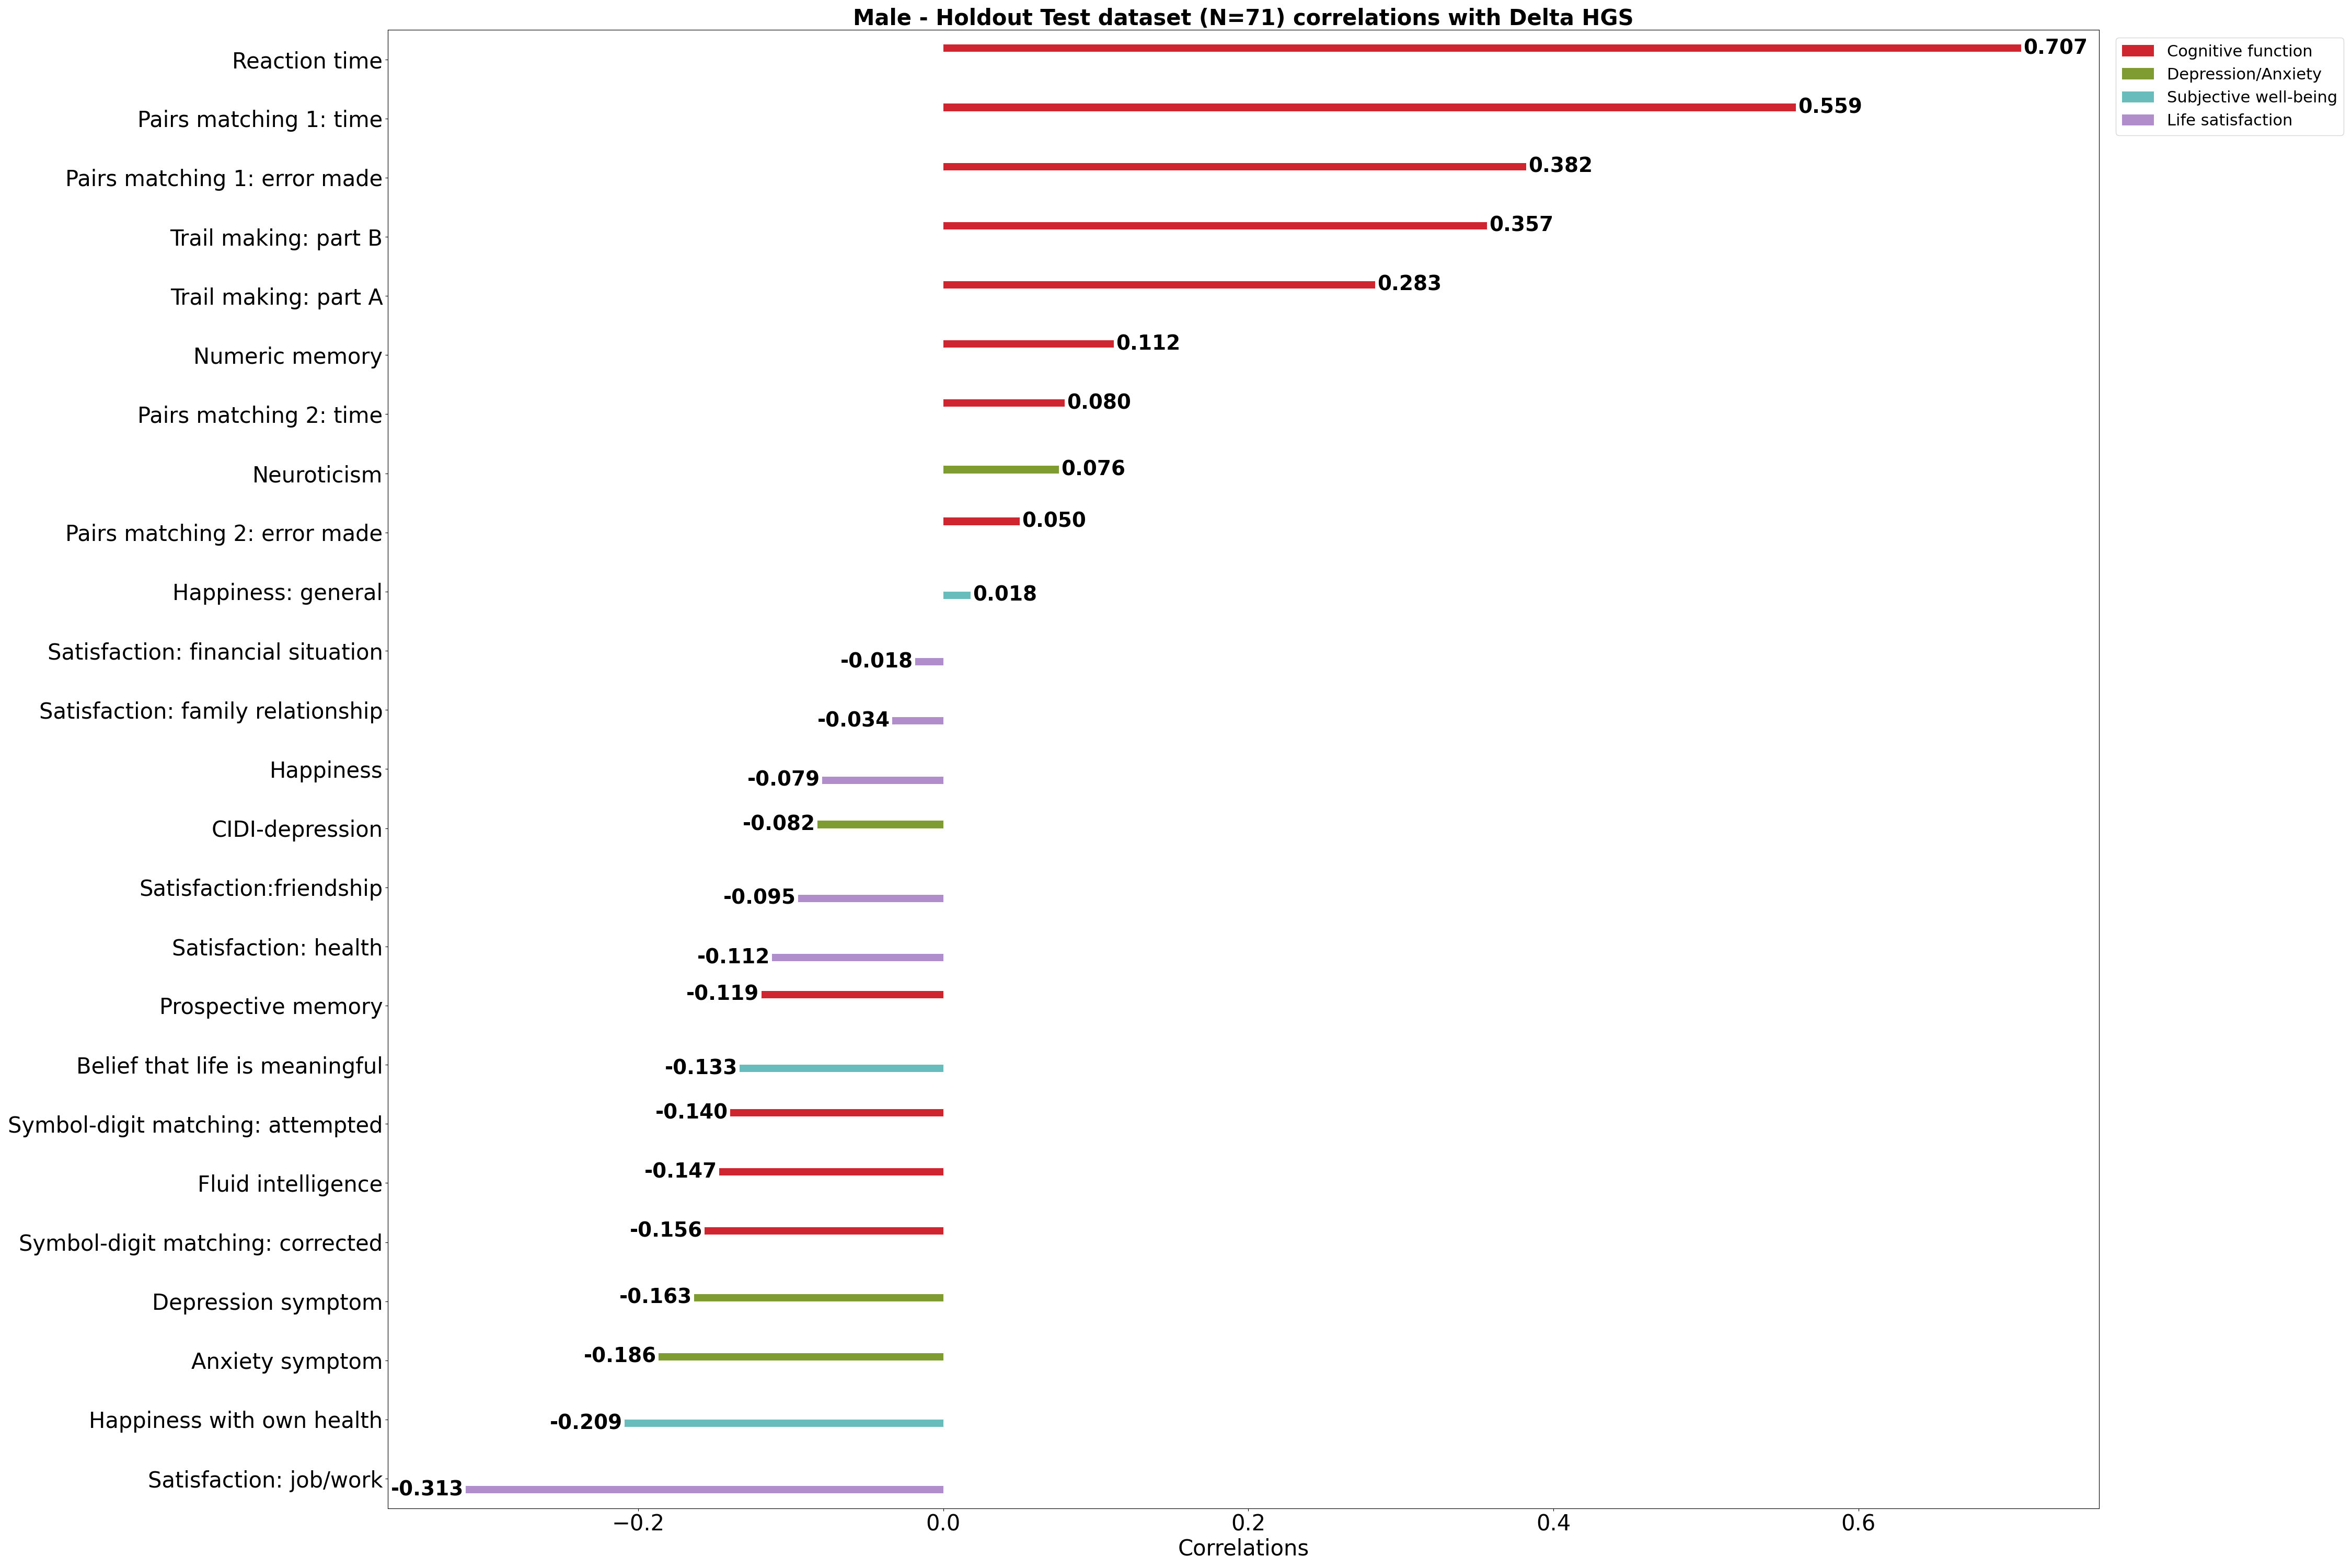 Male - Holdout Test dataset (N=71) correlations with Delta HGS
Reaction time 0.707
Pairs matching 1: time 0.559
Pairs matching 1: error made 0.382
Trail making: part B 0.357
Trail making: part A 0.283
Numeric memory 0.112
Pairs matching 2: time 0.080
Neuroticism 0.076
Pairs matching 2: error made 0.050
Happiness: general 0.018
Satisfaction: financial situation -0.018
Satisfaction: family relationship -0.034
Happiness -0.079
CIDI-depression -0.082
Satisfaction:friendship -0.095
Satisfaction: health -0.112
Prospective memory -0.119
Belief that life is meaningful -0.133
Symbol-digit matching: attempted -0.140
Fluid intelligence -0.147
Symbol-digit matching: corrected -0.156
Depression symptom -0.163
Anxiety symptom -0.186
Happiness with own health -0.209
Satisfaction: job/work -0.313
−0.2 0.0 0.2 0.4 0.6
Correlations
Cognitive function
Depression/Anxiety
Subjective well-being
Life satisfaction